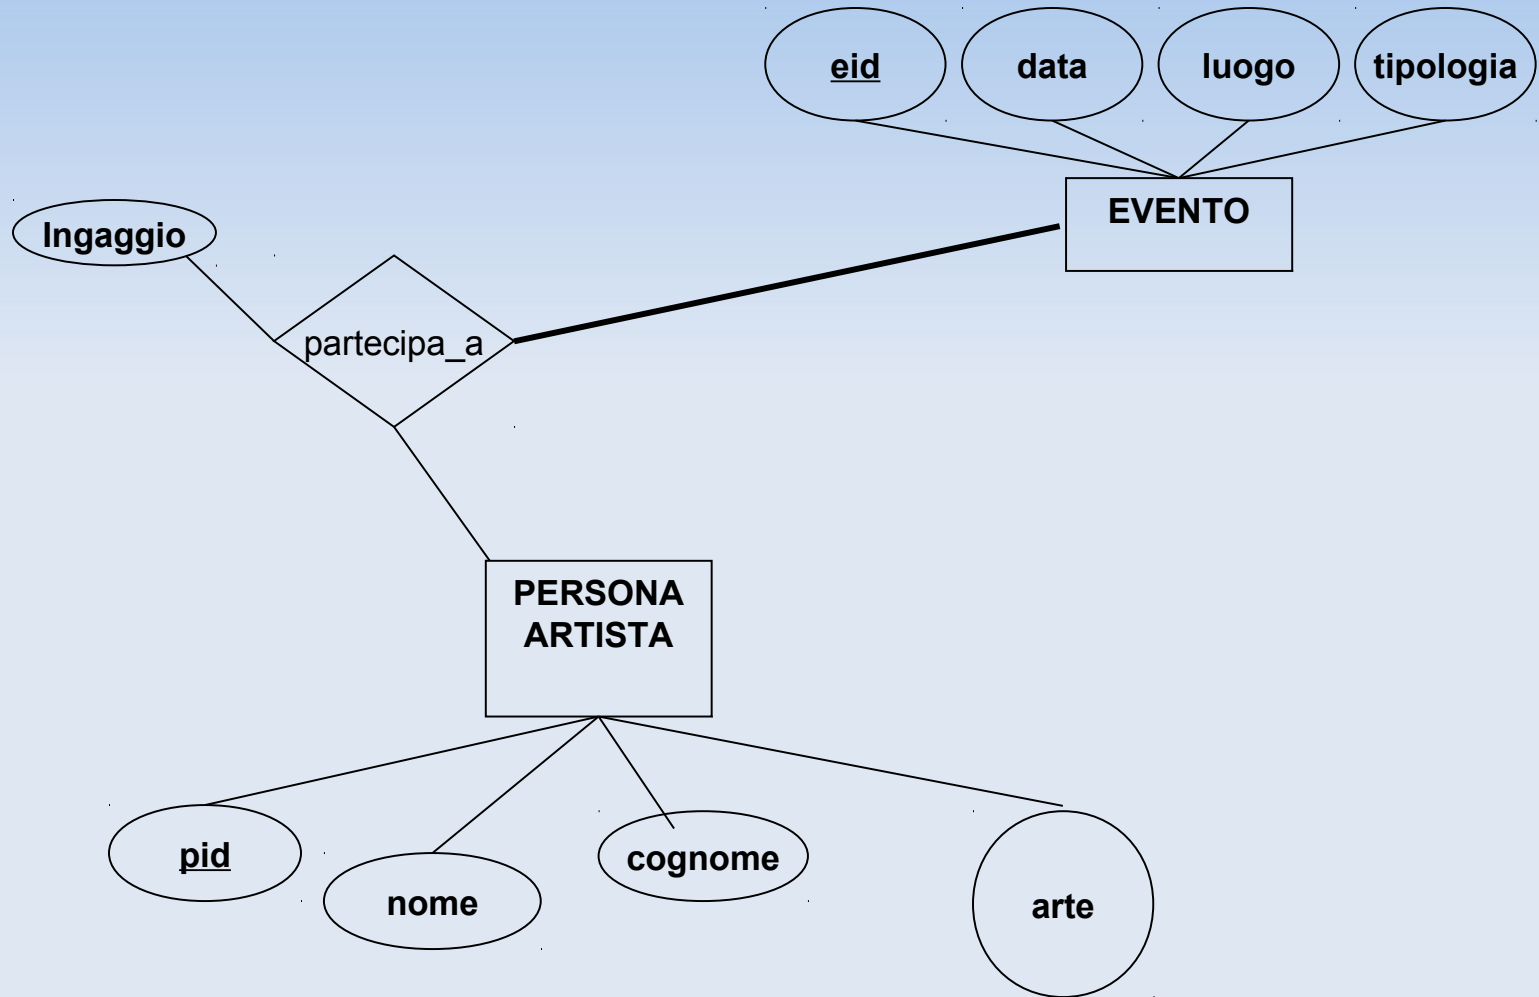 eid
data
luogo
tipologia
EVENTO
Ingaggio
partecipa_a
PERSONA
ARTISTA
pid
nome
cognome
arte